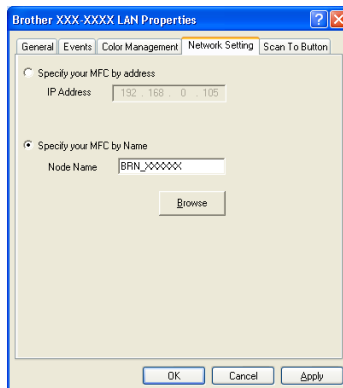 Brother XXX-XXXX LAN Properties
General Events Color Management Network Setting Scan To Button
Specify your MFC by address
IP Address 192 . 168 . 0 . 105
Specify your MFC by Name
Node Name BRN_XXXXXX
Browse
OK Cancel Apply